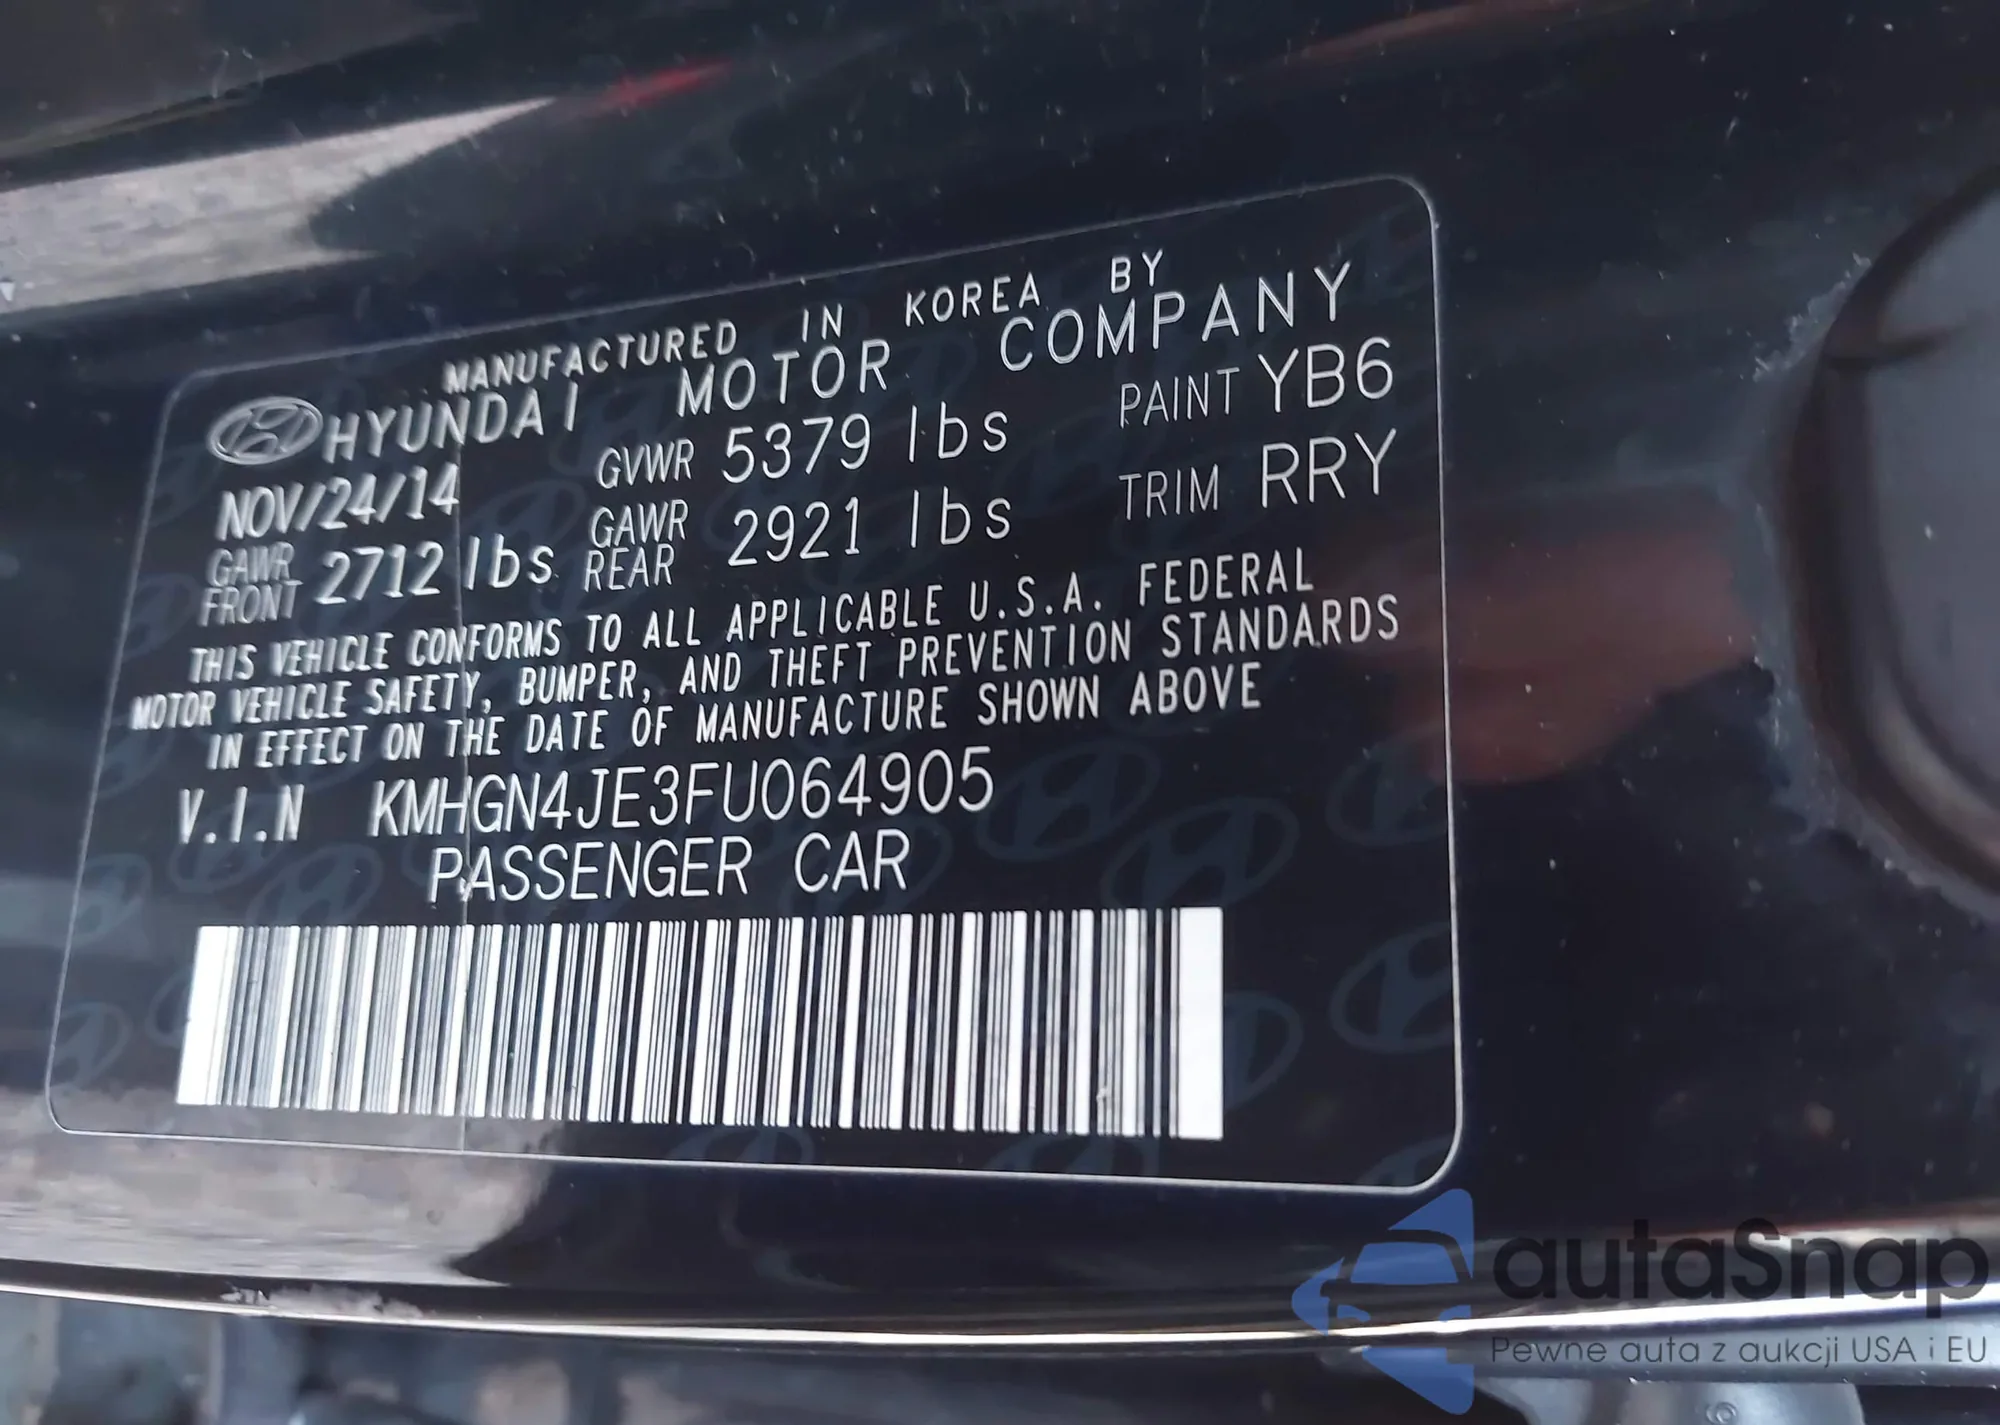 MANUFACTURED IN KOREA BY
HYUNDAI MOTOR COMPANY
NOV/24/14 GVWR 5379 lbs PAINT YB6
GAWR FRONT 2712 lbs GAWR REAR 2921 lbs TRIM RRY
THIS VEHICLE CONFORMS TO ALL APPLICABLE U.S.A. FEDERAL
MOTOR VEHICLE SAFETY, BUMPER, AND THEFT PREVENTION STANDARDS
IN EFFECT ON THE DATE OF MANUFACTURE SHOWN ABOVE
V.I.N KMHGN4JE3FU064905
PASSENGER CAR
autaSnap
Pewne auta z aukcji USA i EU